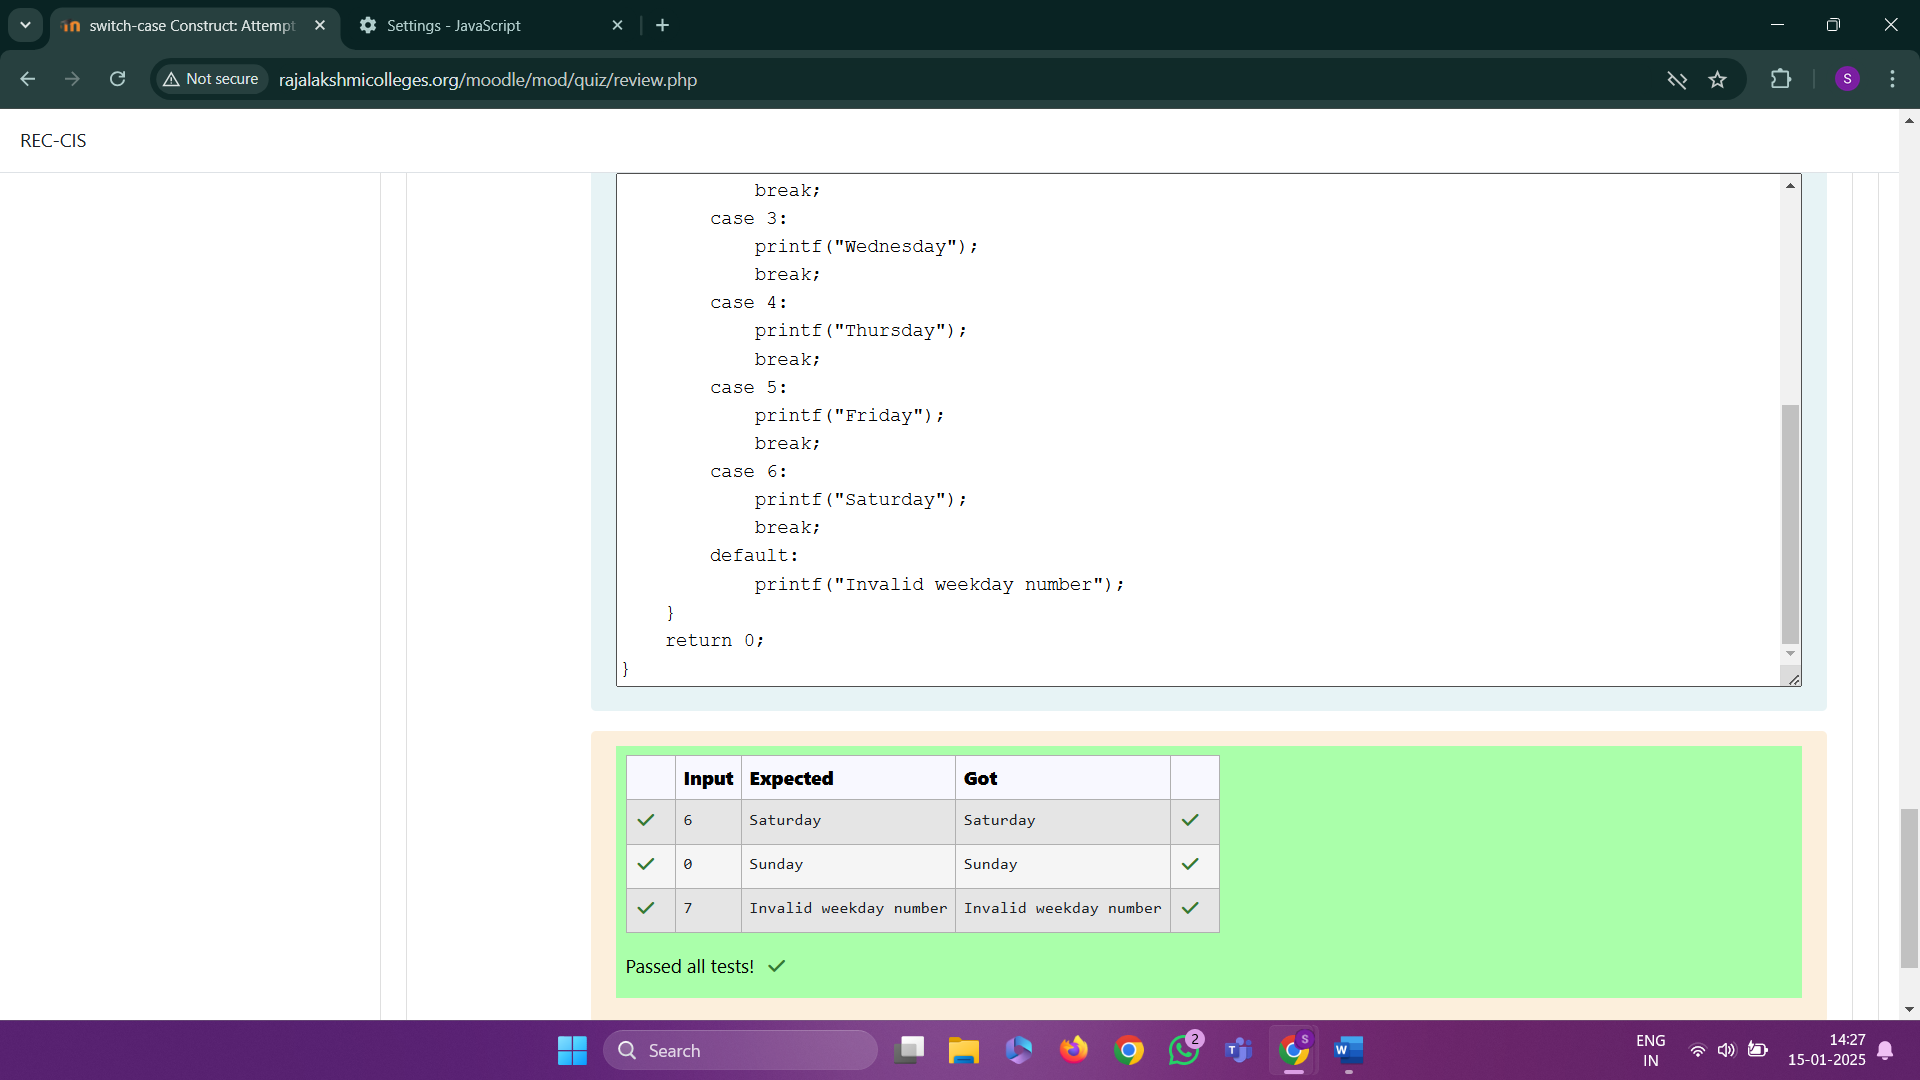 switch-case Construct: Attempt
Settings - JavaScript
Not secure
rajalakshmicolleges.org/moodle/mod/quiz/review.php
S
REC-CIS
break;
case 3:
printf("Wednesday");
break;
case 4:
printf("Thursday");
break;
case 5:
printf("Friday");
break;
case 6:
printf("Saturday");
break;
default:
printf("Invalid weekday number");
}
return 0;
}
Input Expected Got
6 Saturday Saturday
0 Sunday Sunday
7 Invalid weekday number Invalid weekday number
Passed all tests!
Search
2
S
ENG
IN
14:27
15-01-2025